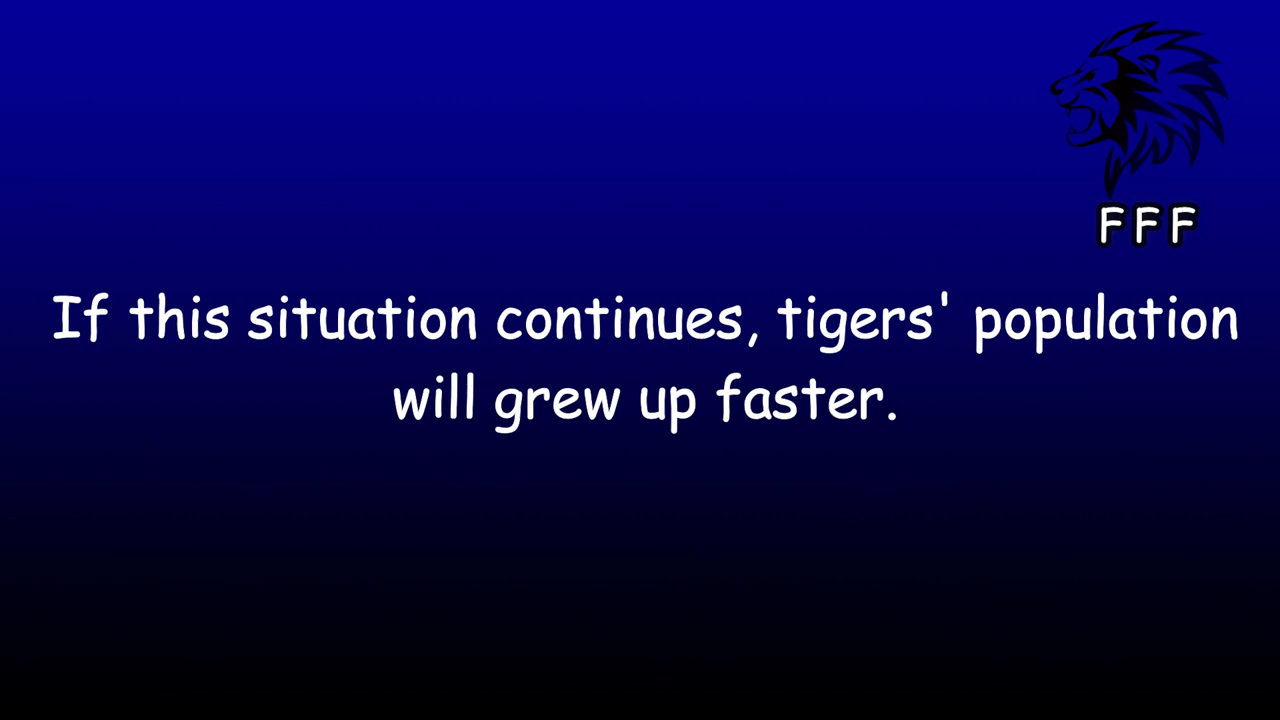 FFF
If this situation continues, tigers' population
will grew up faster.